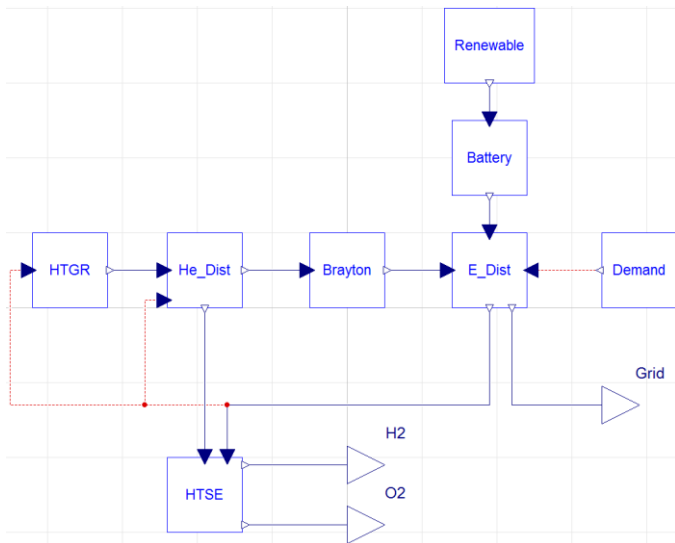 Renewable
Battery
HTGR
He_Dist
Brayton
E_Dist
Demand
Grid
H2
O2
HTSE